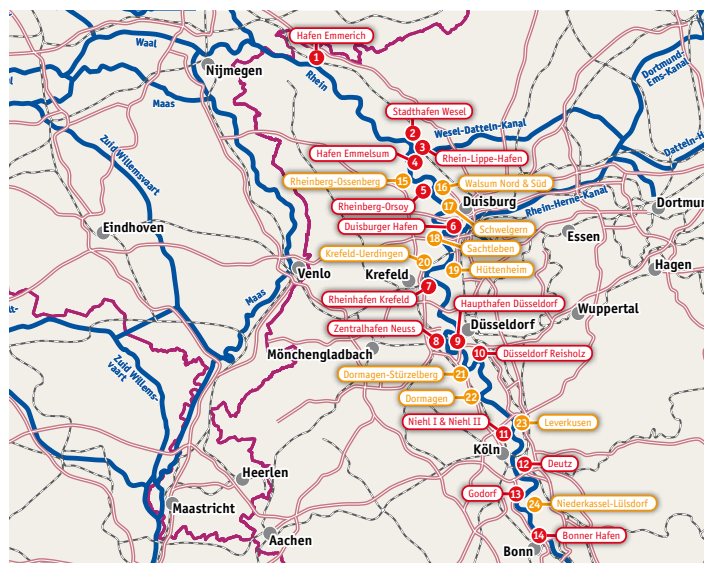 Hafen Emmerich
1
Waal
Nijmegen
Rhein
Maas
Dortmund-
Ems-Kanal
Stadthafen Wesel
2
Wesel-Datteln-Kanal
3
Rhein-Lippe-Hafen
Hafen Emmelsum
4
Datteln-H
Zuid Willemsvaart
Rheinberg-Ossenberg
15
16
Walsum Nord & Süd
5
Rheinberg-Orsoy
Duisburg
17
Schwelgern
Rhein-Herne-Kanal
Dortmun
Duisburger Hafen
6
Eindhoven
Essen
18
Sachtleben
Krefeld-Uerdingen
20
19
Hüttenheim
Venlo
Krefeld
Hagen
Maas
7
Rheinhafen Krefeld
Haupthafen Düsseldorf
Wuppertal
Zentralhafen Neuss
8
9
Düsseldorf
Mönchengladbach
10
Düsseldorf Reisholz
Zuid Willems-
vaart
Dormagen-Stürzelberg
21
Dormagen
22
Niehl I & Niehl II
11
23
Leverkusen
Köln
12
Deutz
Heerlen
Godorf
13
24
Niederkassel-Lülsdorf
Maastricht
Aachen
14
Bonner Hafen
Bonn